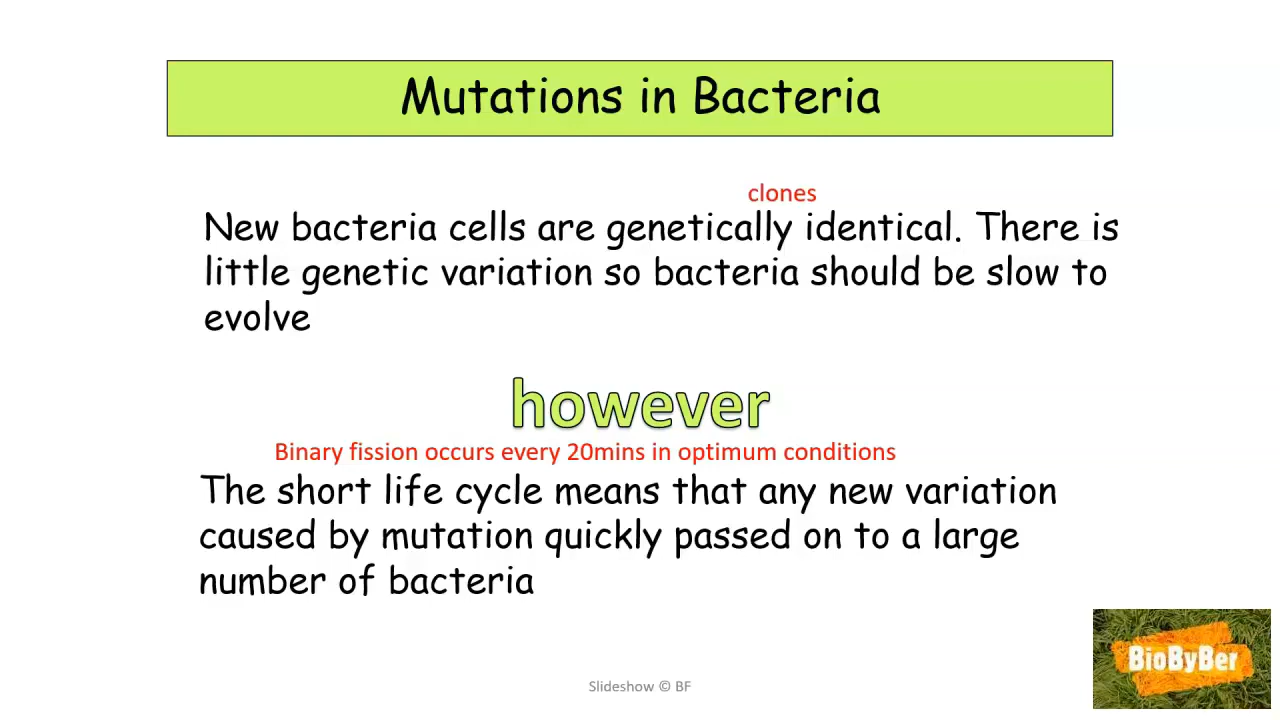 Mutations in Bacteria
clones
New bacteria cells are genetically identical. There is
little genetic variation so bacteria should be slow to
evolve
however
Binary fission occurs every 20mins in optimum conditions
The short life cycle means that any new variation
caused by mutation quickly passed on to a large
number of bacteria
BioByBer
Slideshow © BF